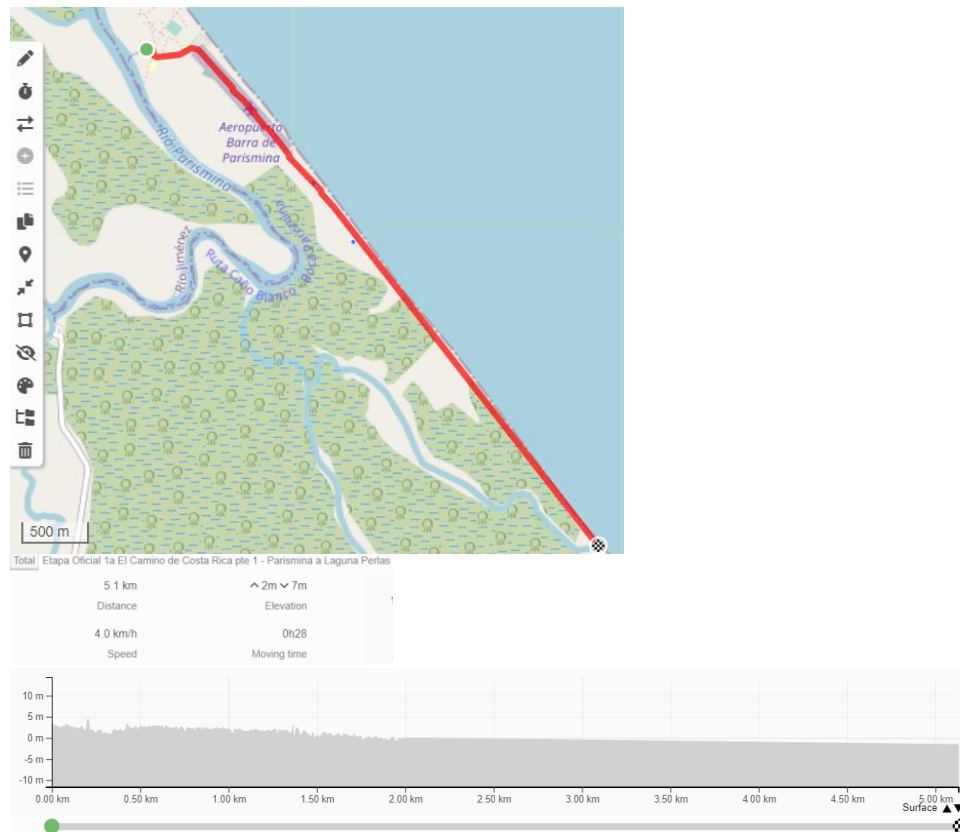 Río Parismina
Aeropuerto
Barra de
Parismina
Río Jiménez
Ruta Caño Blanco - Boca Parismina
500 m
Total Etapa Oficial 1a El Camino de Costa Rica pte 1 - Parismina a Laguna Perlas
5.1 km 2m 7m
Distance Elevation
4.0 km/h 0h28
Speed Moving time
10 m
5 m
0 m
-5 m
-10 m
0.00 km 0.50 km 1.00 km 1.50 km 2.00 km 2.50 km 3.00 km 3.50 km 4.00 km 4.50 km 5.00 km
Surface